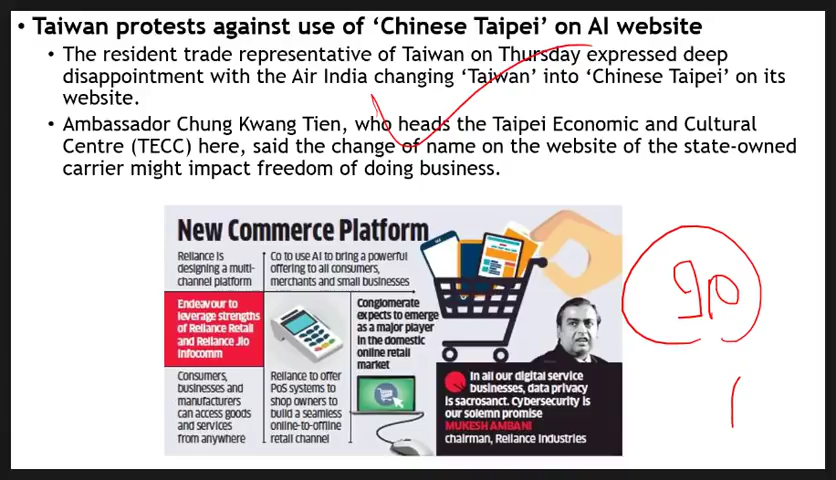 • Taiwan protests against use of ‘Chinese Taipei’ on AI website
• The resident trade representative of Taiwan on Thursday expressed deep
disappointment with the Air India changing ‘Taiwan’ into ‘Chinese Taipei’ on its
website.
• Ambassador Chung Kwang Tien, who heads the Taipei Economic and Cultural
Centre (TECC) here, said the change of name on the website of the state-owned
carrier might impact freedom of doing business.
New Commerce Platform
Reliance is
designing a multi-
channel platform
Co to use AI to bring a powerful
offering to all consumers,
merchants and small businesses
Endeavour to
leverage strengths
of Reliance Retail
and Reliance Jio
Infocomm
Conglomerate
expects to emerge
as a major player
in the domestic
online retail
market
Consumers,
businesses and
manufacturers
can access goods
and services
from anywhere
Reliance to offer
PoS systems to
shop owners to
build a seamless
online-to-offline
retail channel
In all our digital service
businesses, data privacy
is sacrosanct. Cybersecurity is
our solemn promise
MUKESH AMBANI
chairman, Reliance Industries